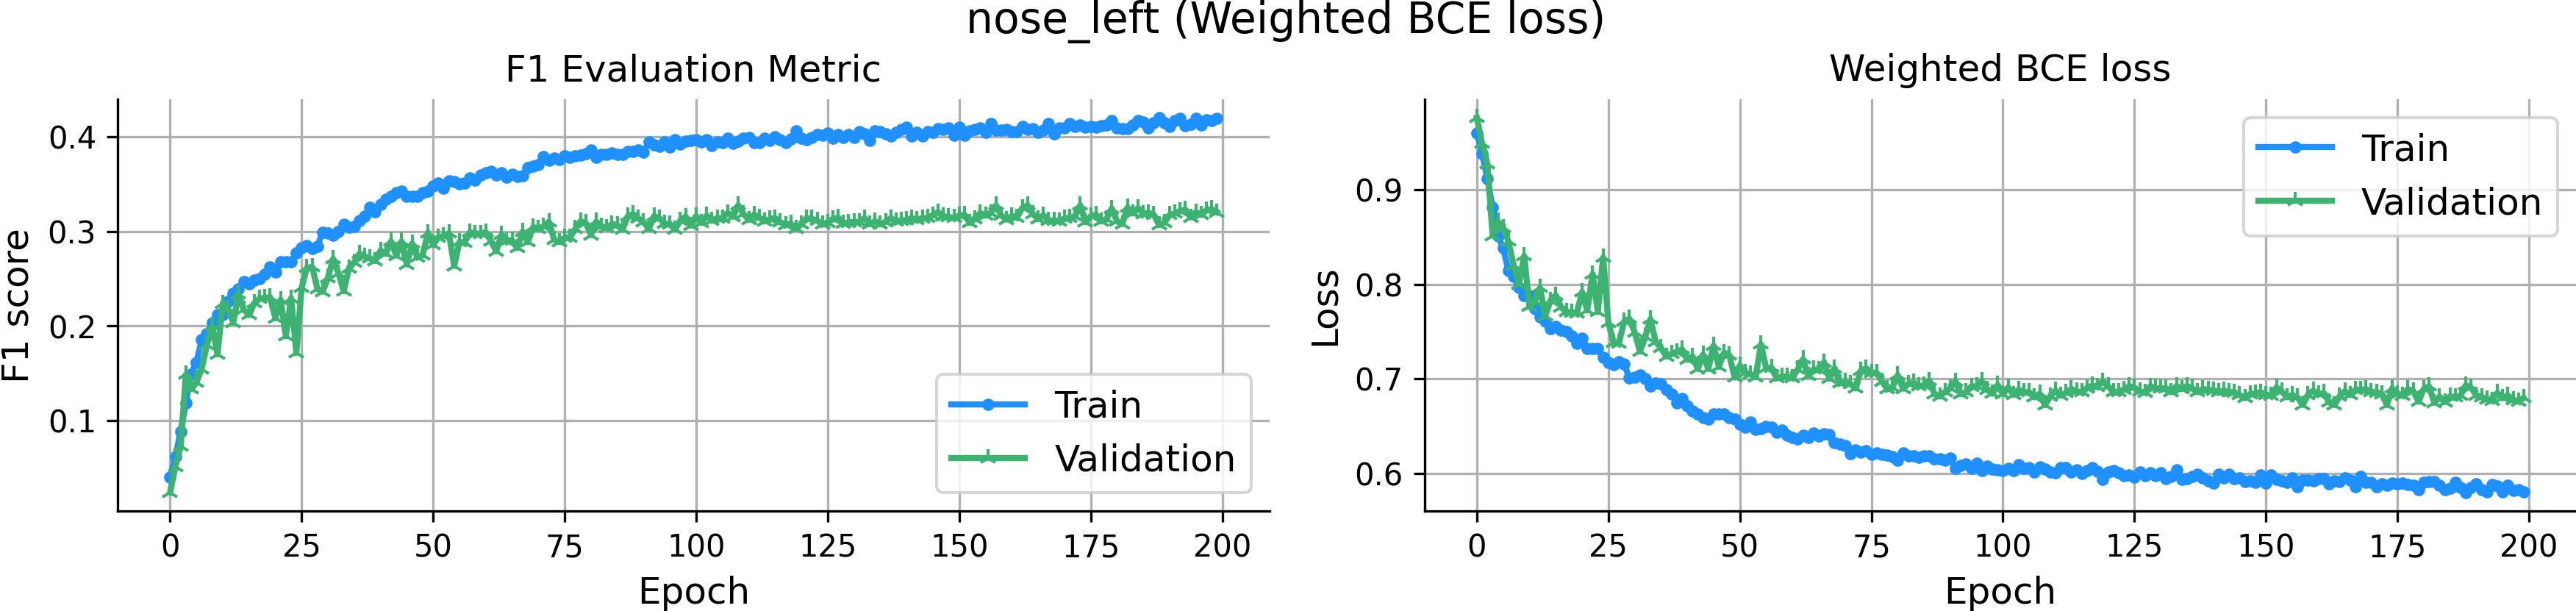 nose_left (Weighted BCE loss)
F1 Evaluation Metric
F1 score
0.4
0.3
0.2
0.1
Train
Validation
0 25 50 75 100 125 150 175 200
Epoch
Weighted BCE loss
Loss
0.9
0.8
0.7
0.6
Train
Validation
0 25 50 75 100 125 150 175 200
Epoch